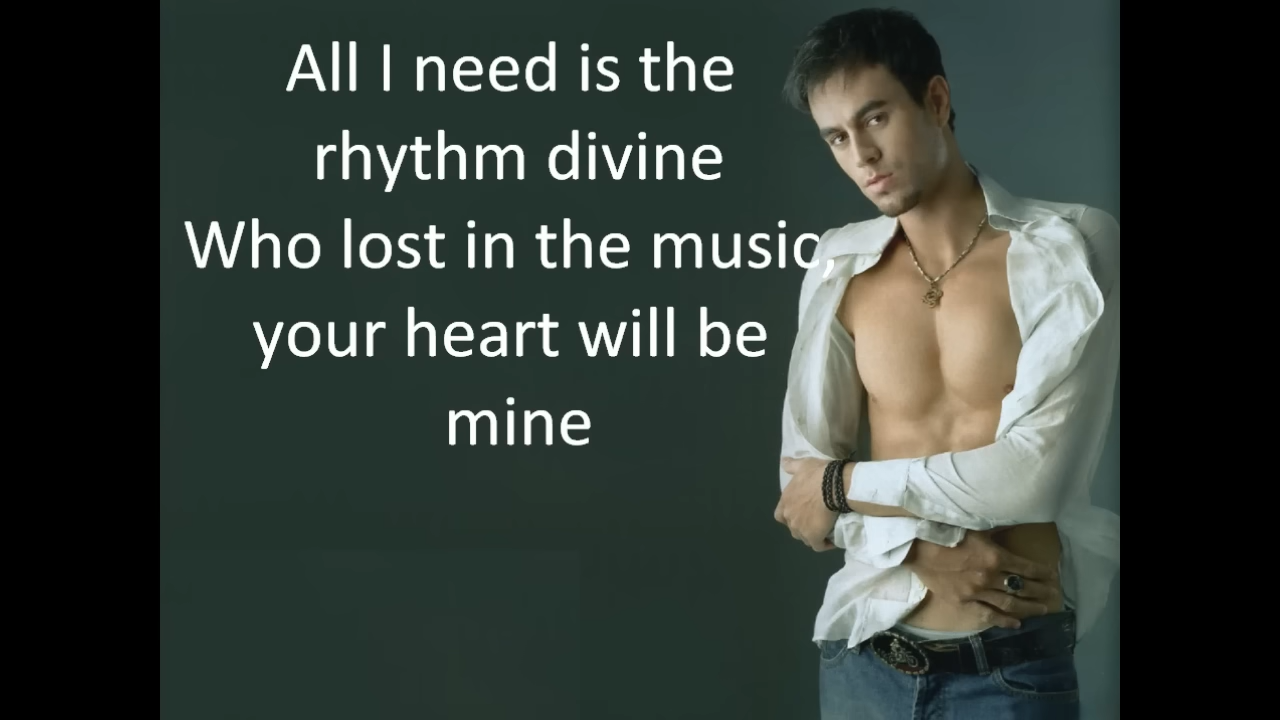 All I need is the
rhythm divine
Who lost in the music,
your heart will be
mine